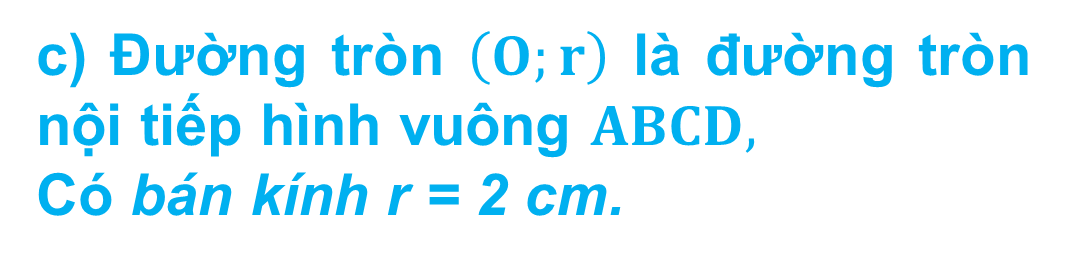 c) Đường tròn (O; r) là đường tròn
nội tiếp hình vuông ABCD,
Có bán kính r = 2 cm.